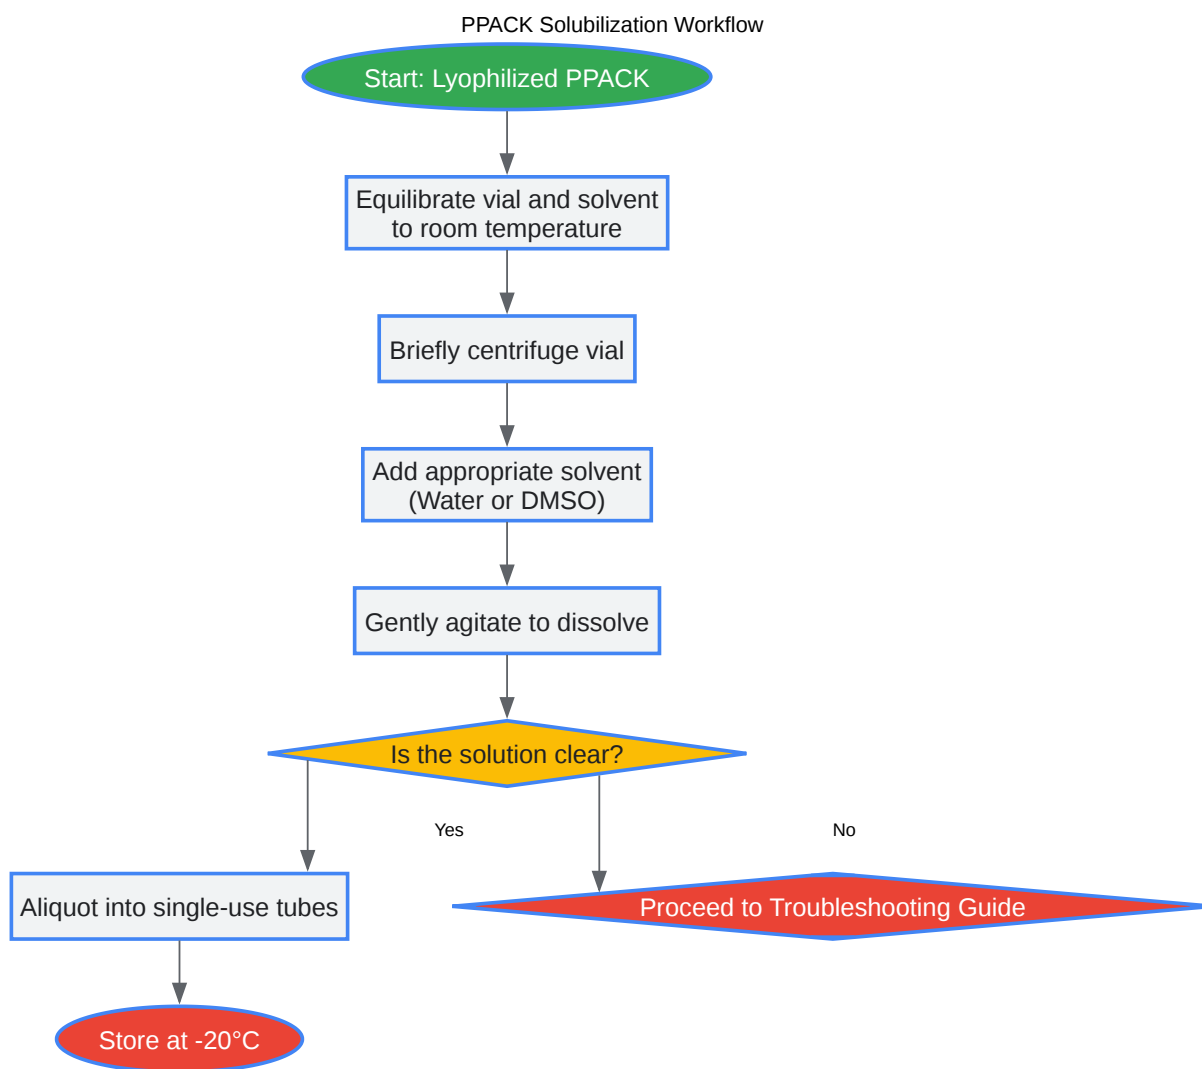 PPACK Solubilization Workflow
Start: Lyophilized PPACK
Equilibrate vial and solvent
to room temperature
Briefly centrifuge vial
Add appropriate solvent
(Water or DMSO)
Gently agitate to dissolve
Is the solution clear?
Yes
No
Aliquot into single-use tubes
Proceed to Troubleshooting Guide
Store at -20°C